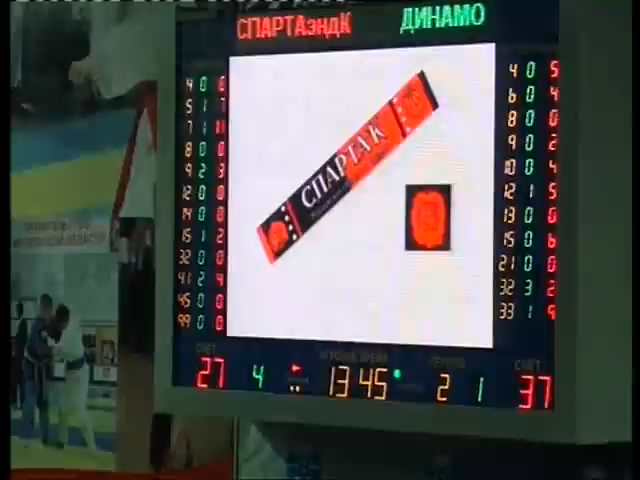 СПАРТАэндК ДИНАМО
4 0 0
5 1 7
7 1 11
8 0 0
9 2 3
12 0 0
14 0 0
15 1 2
32 0 0
41 2 4
45 0 0
99 0 0
СПАРТАК
4 0 5
6 0 4
8 0 0
9 0 2
10 0 4
12 1 5
13 0 0
15 0 6
21 0 0
32 3 2
33 1 9
СЧЕТ ВРЕМЯ ПЕРИОД СЧЕТ
27 4 13 45 2 1 37